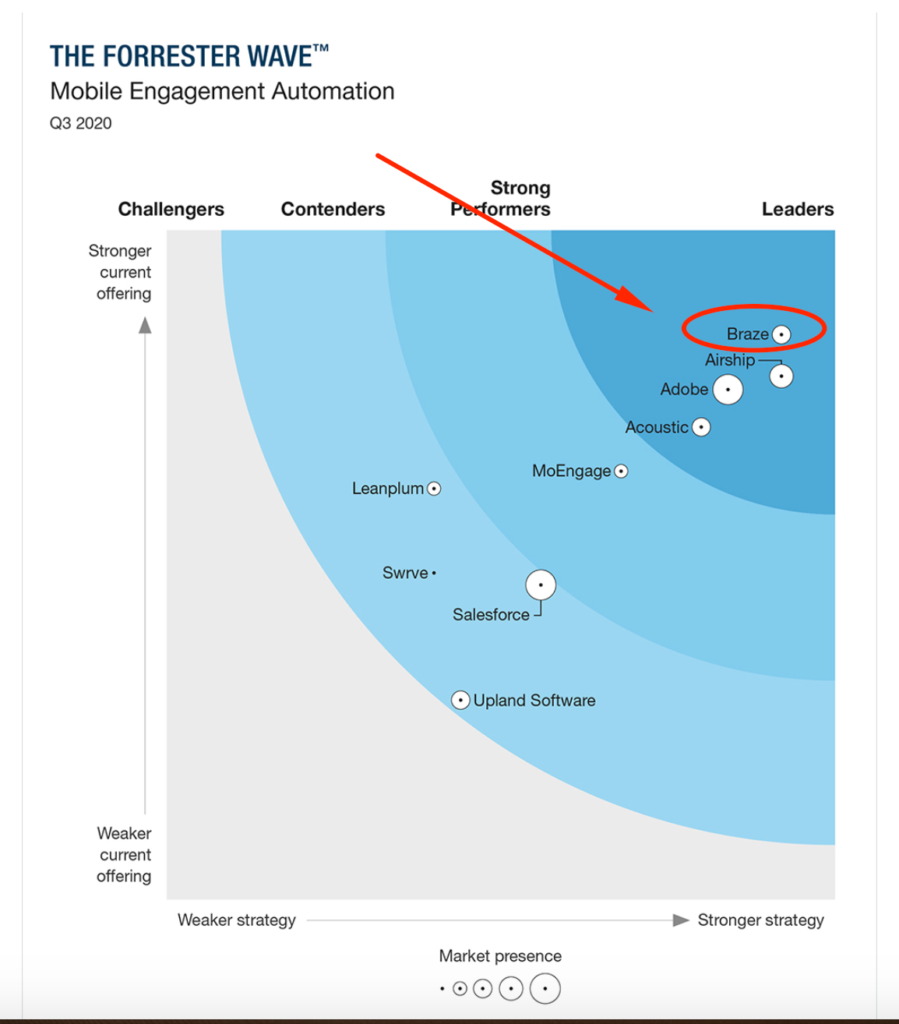 THE FORRESTER WAVE™
Mobile Engagement Automation
Q3 2020
Challengers
Contenders
Strong
Performers
Leaders
Stronger
current
offering
Braze
Airship
Adobe
Acoustic
MoEngage
Leanplum
Swrve
Salesforce
Upland Software
Weaker
current
offering
Weaker strategy
Stronger strategy
Market presence